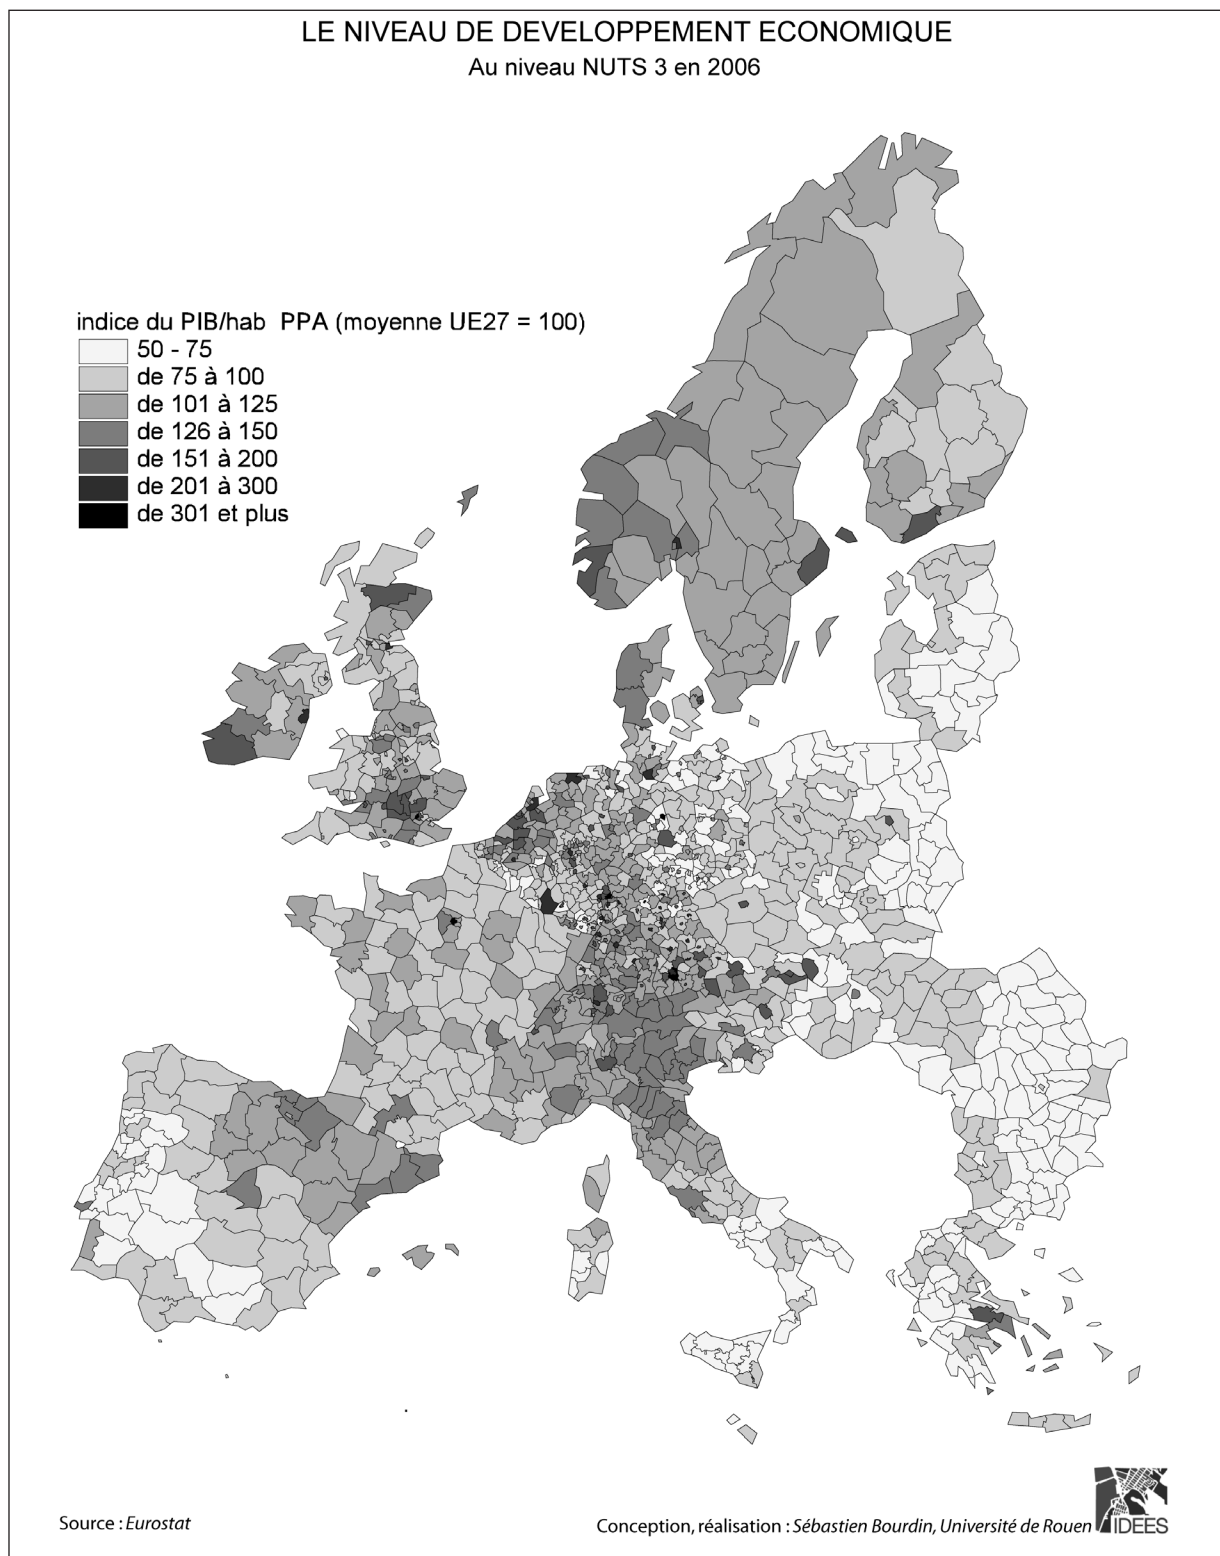 LE NIVEAU DE DEVELOPPEMENT ECONOMIQUE
Au niveau NUTS 3 en 2006
indice du PIB/hab PPA (moyenne UE27 = 100)
50 - 75
de 75 à 100
de 101 à 125
de 126 à 150
de 151 à 200
de 201 à 300
de 301 et plus
Source : Eurostat
Conception, réalisation : Sébastien Bourdin, Université de Rouen
IDEES